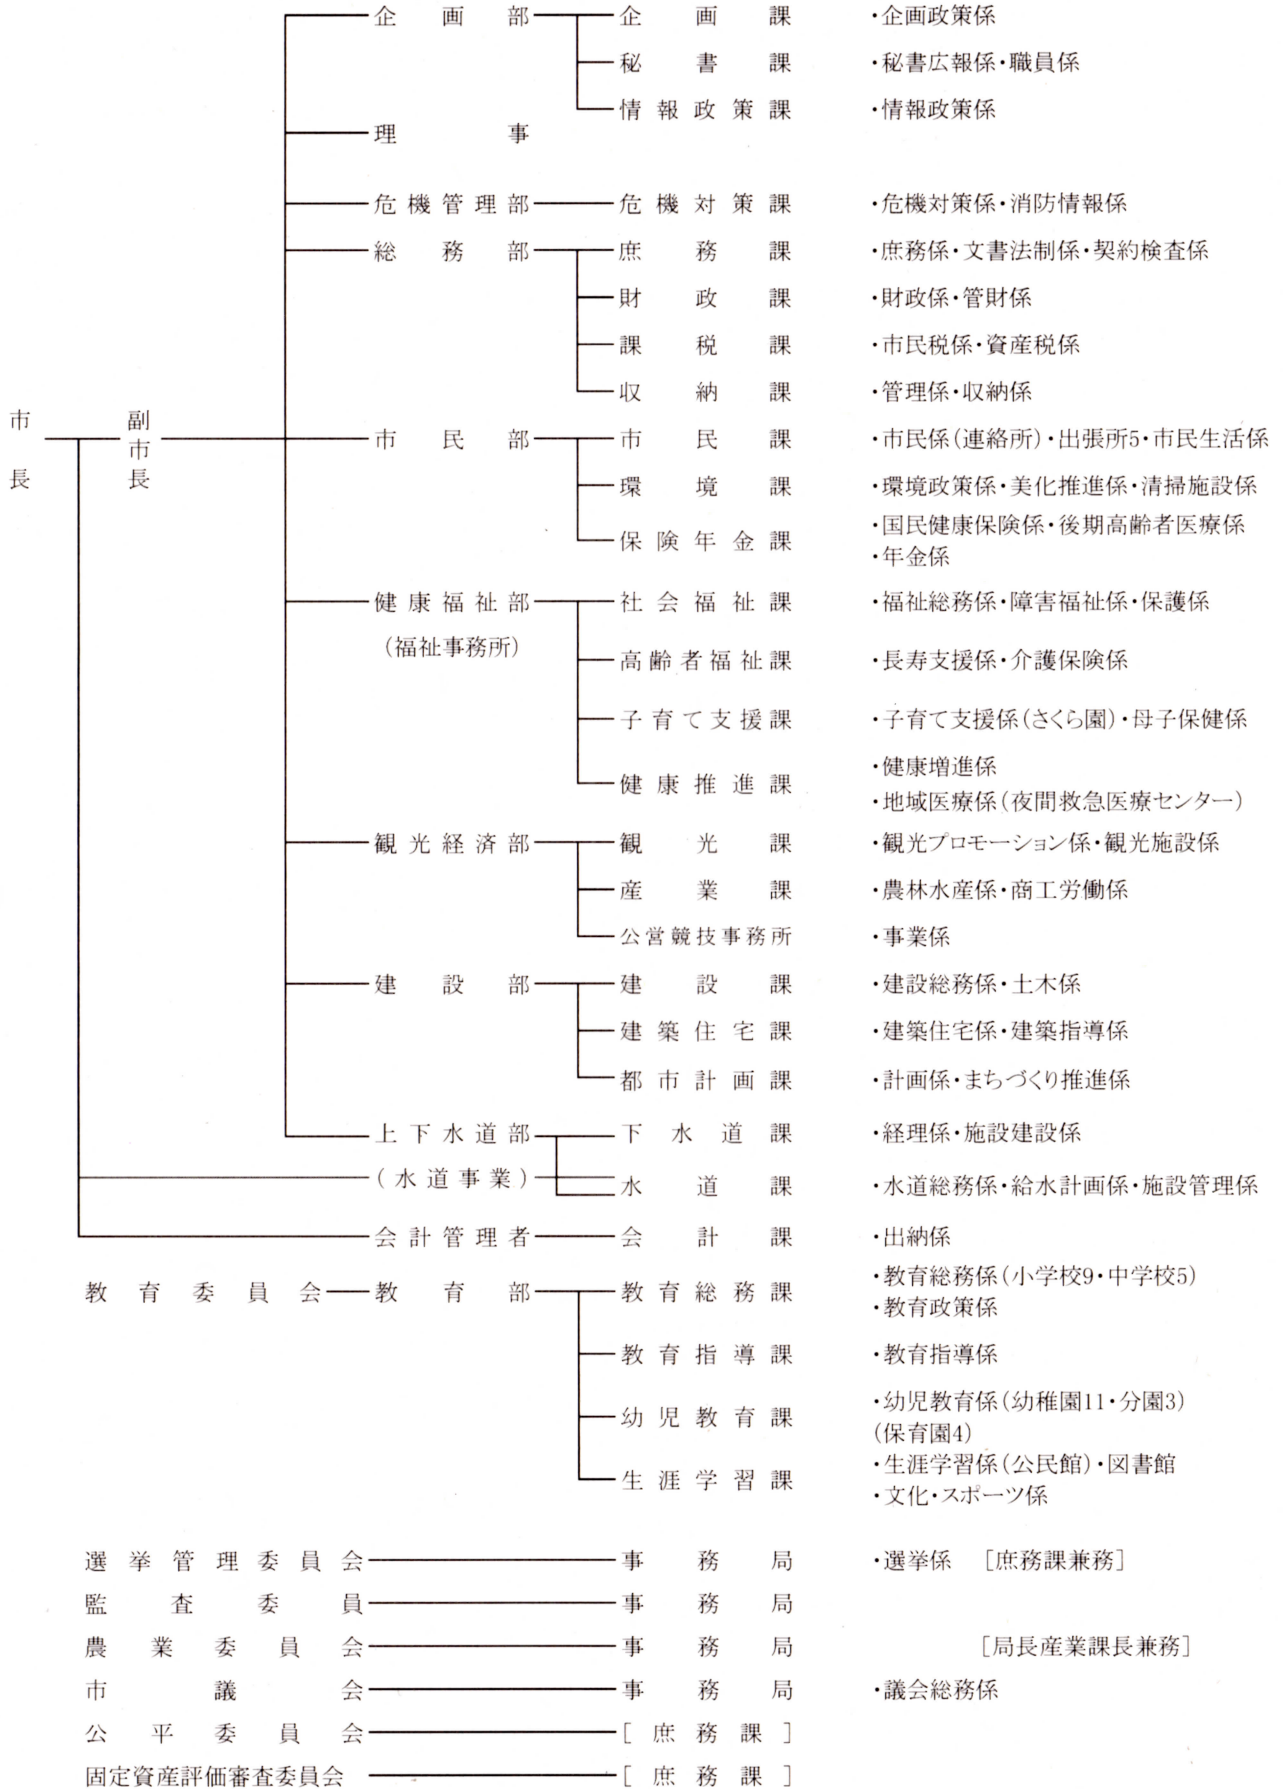 企画部 企画課 ・企画政策係
秘書課 ・秘書広報係・職員係
情報政策課 ・情報政策係
理事
危機管理部 危機対策課 ・危機対策係・消防情報係
総務部 庶務課 ・庶務係・文書法制係・契約検査係
財政課 ・財政係・管財係
課税課 ・市民税係・資産税係
収納課 ・管理係・収納係
市長 副市長 市民部 市民課 ・市民係(連絡所)・出張所5・市民生活係
環境課 ・環境政策係・美化推進係・清掃施設係
保険年金課 ・国民健康保険係・後期高齢者医療係
・年金係
健康福祉部 社会福祉課 ・福祉総務係・障害福祉係・保護係
(福祉事務所)
高齢者福祉課 ・長寿支援係・介護保険係
子育て支援課 ・子育て支援係(さくら園)・母子保健係
健康推進課 ・健康増進係
・地域医療係(夜間救急医療センター)
観光経済部 観光課 ・観光プロモーション係・観光施設係
産業課 ・農林水産係・商工労働係
公営競技事務所 ・事業係
建設部 建設課 ・建設総務係・土木係
建築住宅課 ・建築住宅係・建築指導係
都市計画課 ・計画係・まちづくり推進係
上下水道部 下水道課 ・経理係・施設建設係
(水道事業) 水道課 ・水道総務係・給水計画係・施設管理係
会計管理者 会計課 ・出納係
教育委員会 教育部 教育総務課 ・教育総務係(小学校9・中学校5)
・教育政策係
教育指導課 ・教育指導係
幼児教育課 ・幼児教育係(幼稚園11・分園3)
(保育園4)
生涯学習課 ・生涯学習係(公民館)・図書館
・文化・スポーツ係
選挙管理委員会 事務局 ・選挙係 [庶務課兼務]
監査委員 事務局
農業委員会 事務局 [局長産業課長兼務]
市議会 事務局 ・議会総務係
公平委員会 [庶務課]
固定資産評価審査委員会 [庶務課]